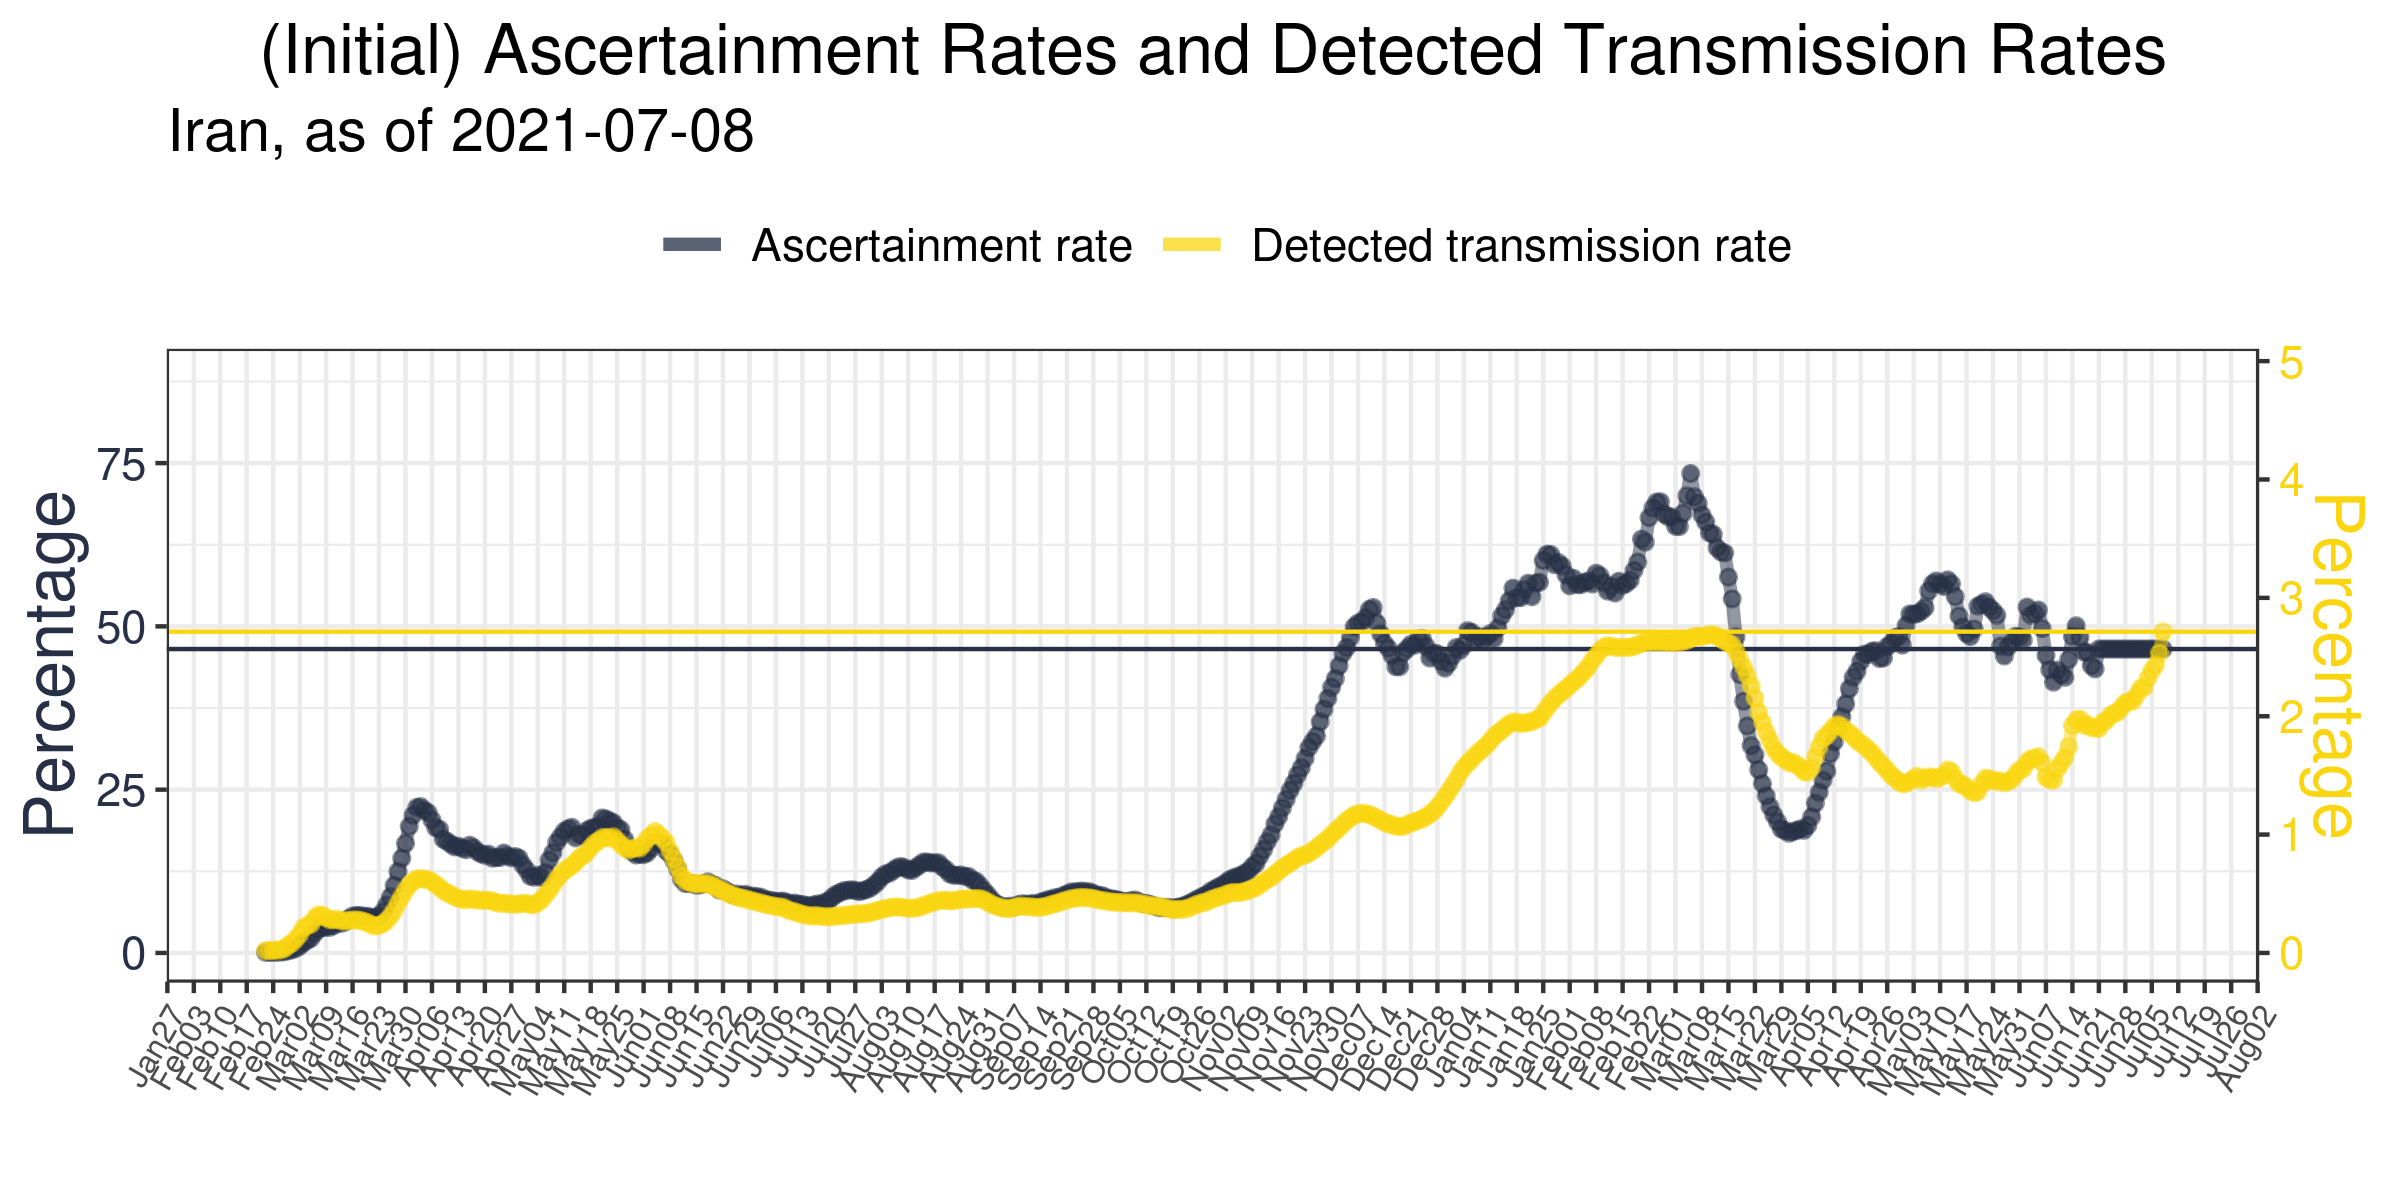 (Initial) Ascertainment Rates and Detected Transmission Rates
Iran, as of 2021-07-08
Ascertainment rate Detected transmission rate
Percentage
75
50
25
0
5
4
3
2
1
0
Percentage
Jan27
Feb03
Feb10
Feb17
Feb24
Mar02
Mar09
Mar16
Mar23
Mar30
Apr06
Apr13
Apr20
Apr27
May04
May11
May18
May25
Jun01
Jun08
Jun15
Jun22
Jun29
Jul06
Jul13
Jul20
Jul27
Aug03
Aug10
Aug17
Aug24
Aug31
Sep07
Sep14
Sep21
Sep28
Oct05
Oct12
Oct19
Oct26
Nov02
Nov09
Nov16
Nov23
Nov30
Dec07
Dec14
Dec21
Dec28
Jan04
Jan11
Jan18
Jan25
Feb01
Feb08
Feb15
Feb22
Mar01
Mar08
Mar15
Mar22
Mar29
Apr05
Apr12
Apr19
Apr26
May03
May10
May17
May24
May31
Jun07
Jun14
Jun21
Jun28
Jul05
Jul12
Jul19
Jul26
Aug02